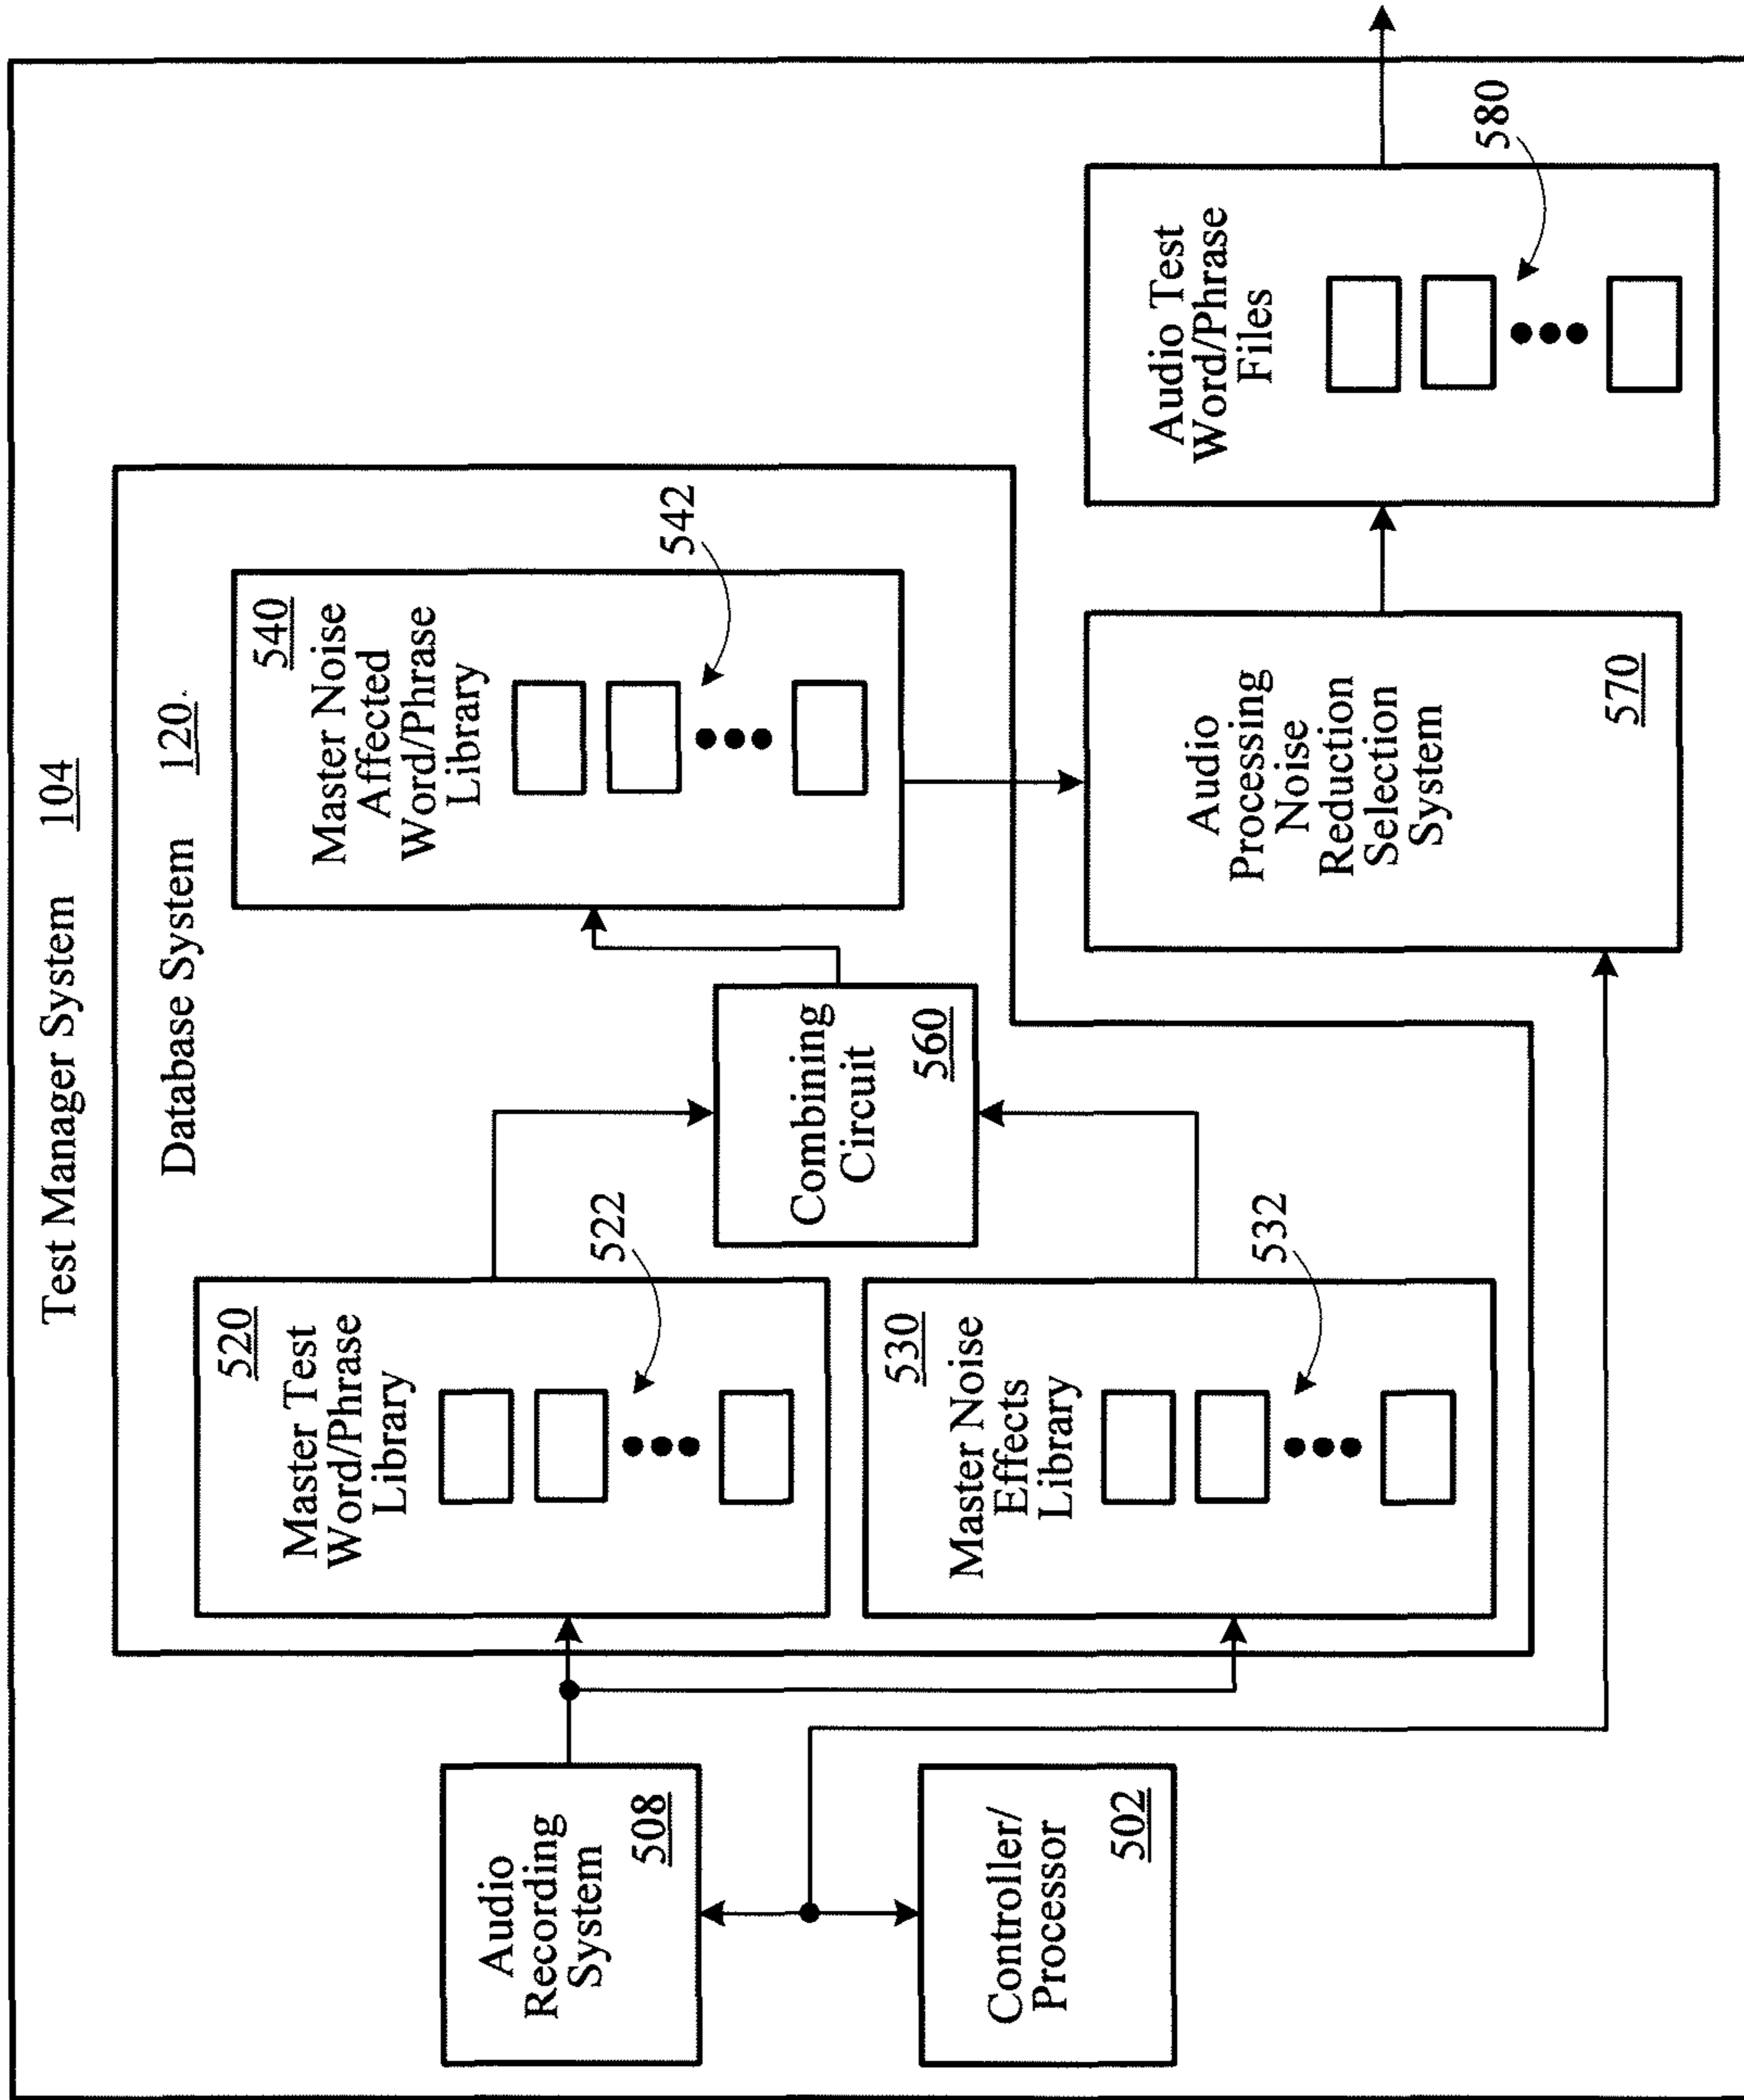 Test Manager System 104
Database System 120.
Audio
Recording
System
508
Controller/
Processor
502
520
Master Test
Word/Phrase
Library
522
530
Master Noise
Effects
Library
532
Combining
Circuit
560
540
Master Noise
Affected
Word/Phrase
Library
542
Audio
Processing
Noise
Reduction
Selection
System
570
Audio Test
Word/Phrase
Files
580